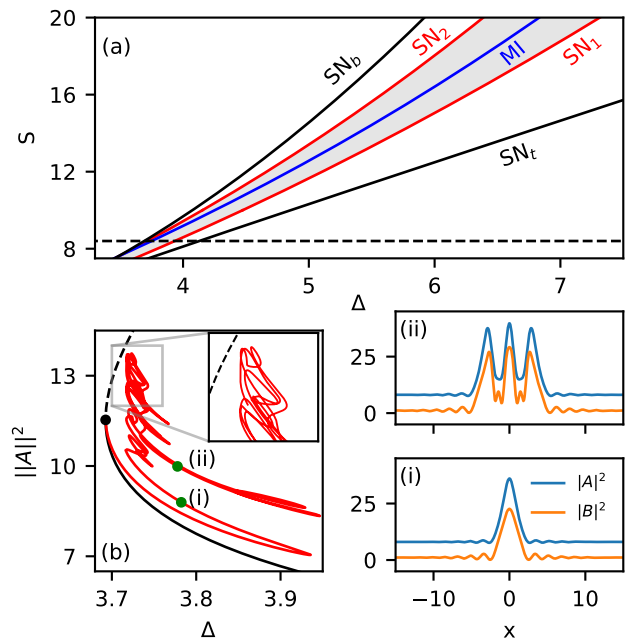 (a)
SN_b
SN_2
MI
SN_1
SN_t
S
20
16
12
8
4
5
6
7
Δ
(b)
(ii)
(i)
||A||^2
13
10
7
3.7
3.8
3.9
Δ
(ii)
25
0
(i)
|A|^2
|B|^2
25
0
−10
0
10
x